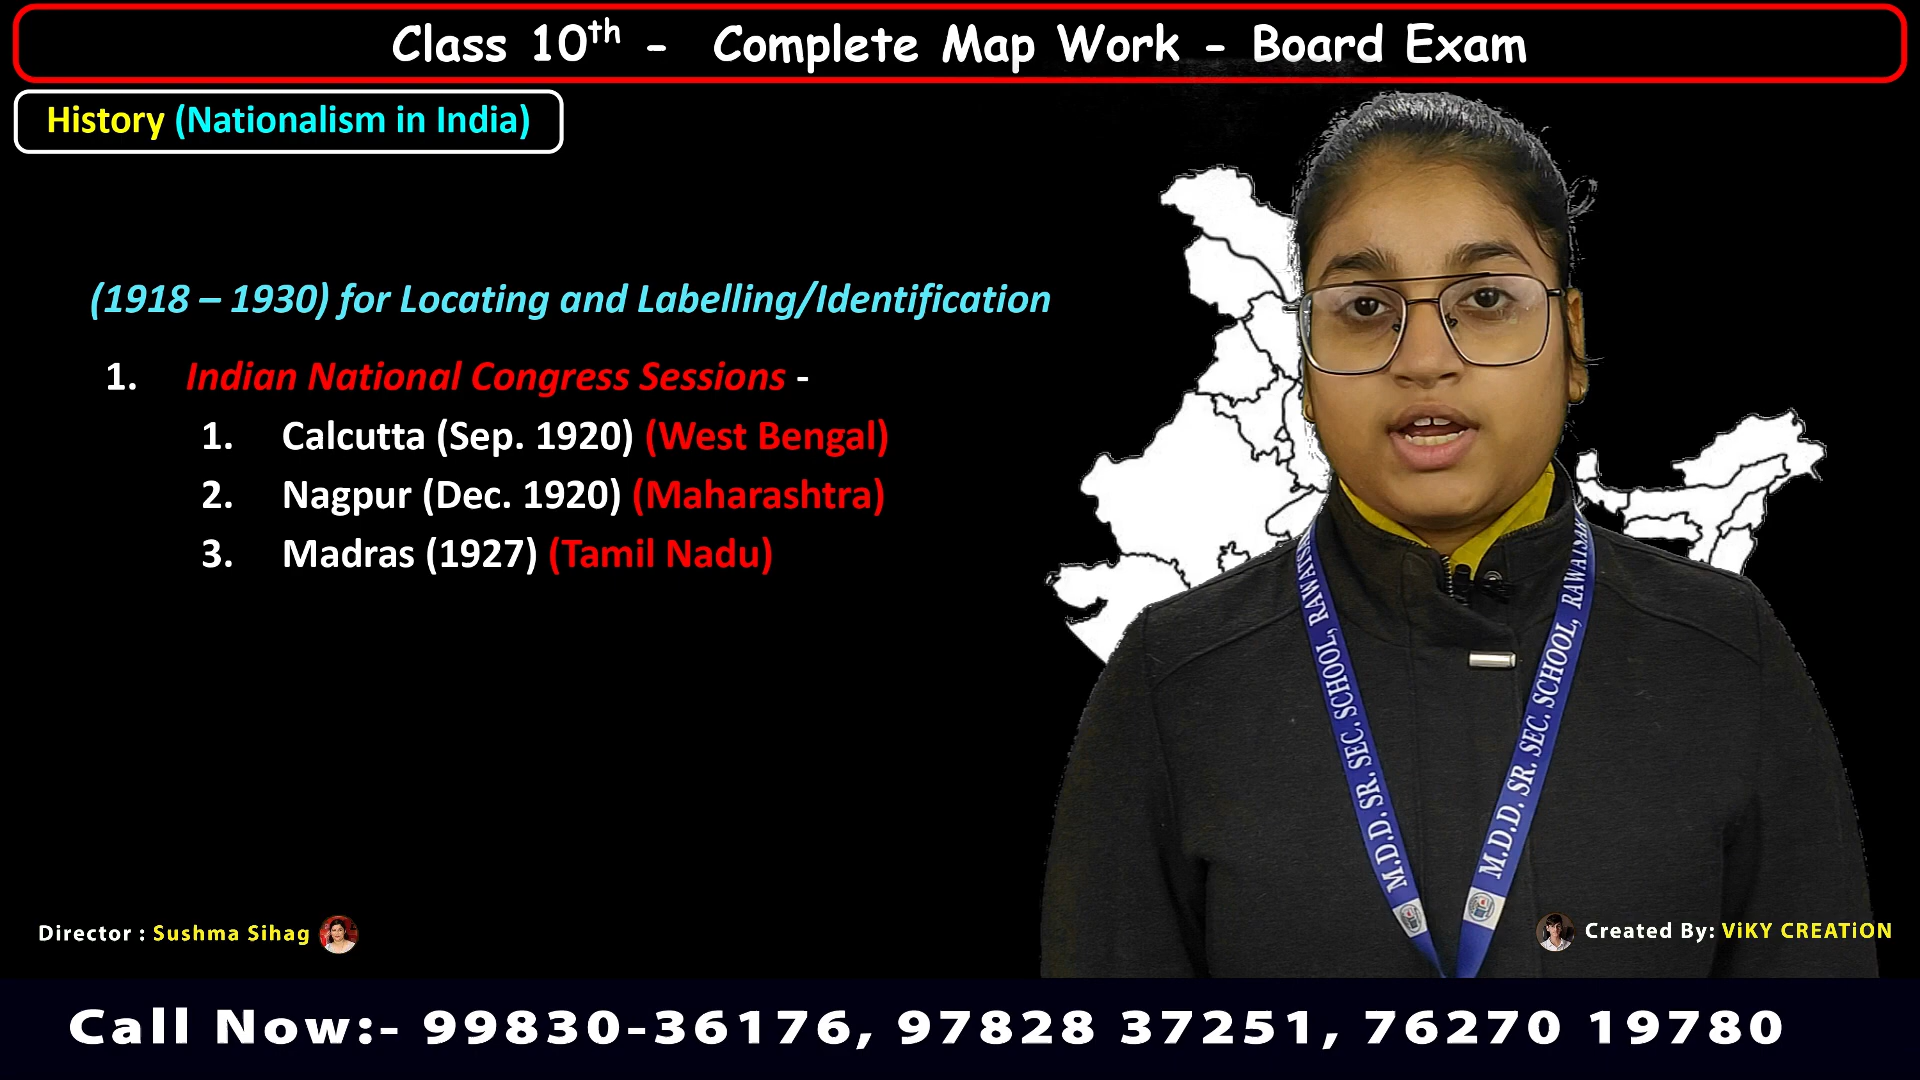 Class 10th - Complete Map Work - Board Exam
History (Nationalism in India)
(1918 – 1930) for Locating and Labelling/Identification
1. Indian National Congress Sessions -
1. Calcutta (Sep. 1920) (West Bengal)
2. Nagpur (Dec. 1920) (Maharashtra)
3. Madras (1927) (Tamil Nadu)
M.D.D. SR. SEC. SCHOOL, RAWATSAR
M.D.D. SR. SEC. SCHOOL, RAWATSAR
Director : Sushma Sihag
Created By: ViKY CREATiON
Call Now:- 99830-36176, 97828 37251, 76270 19780